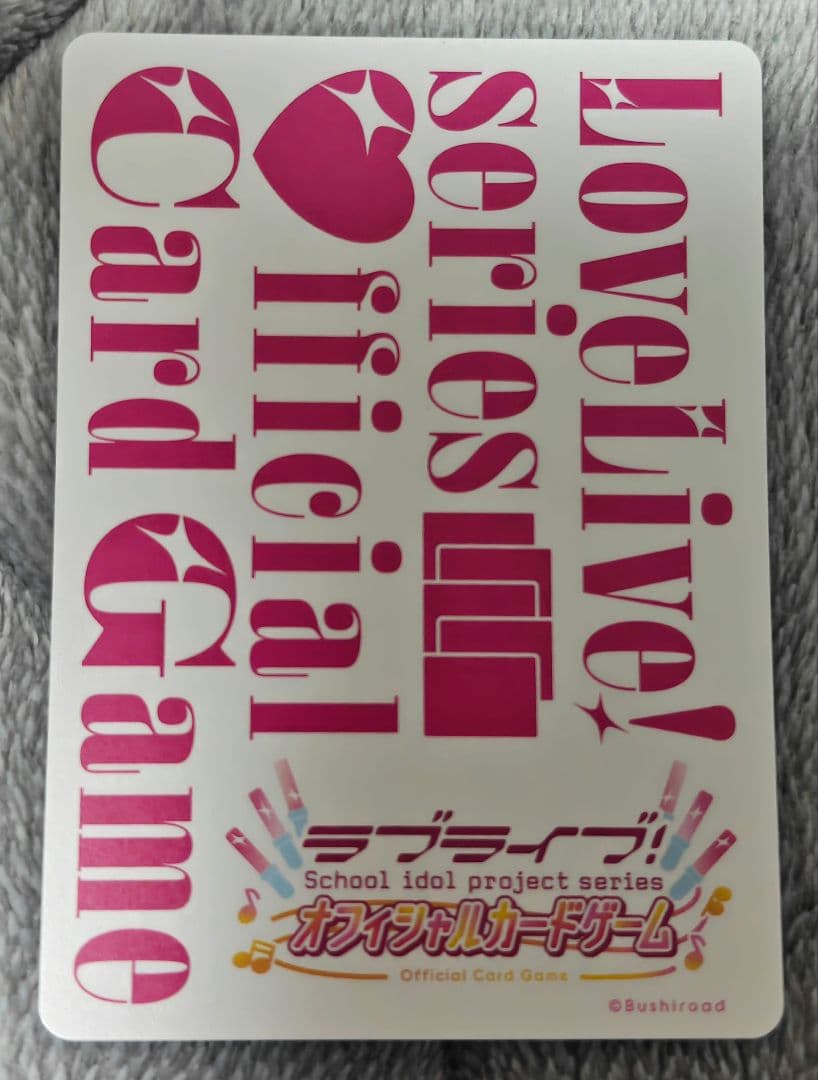 LoveLive!
series
♥fficial
Card Game
ラブライブ!
School idol project series
オフィシャルカードゲーム
Official Card Game
©Bushiroad